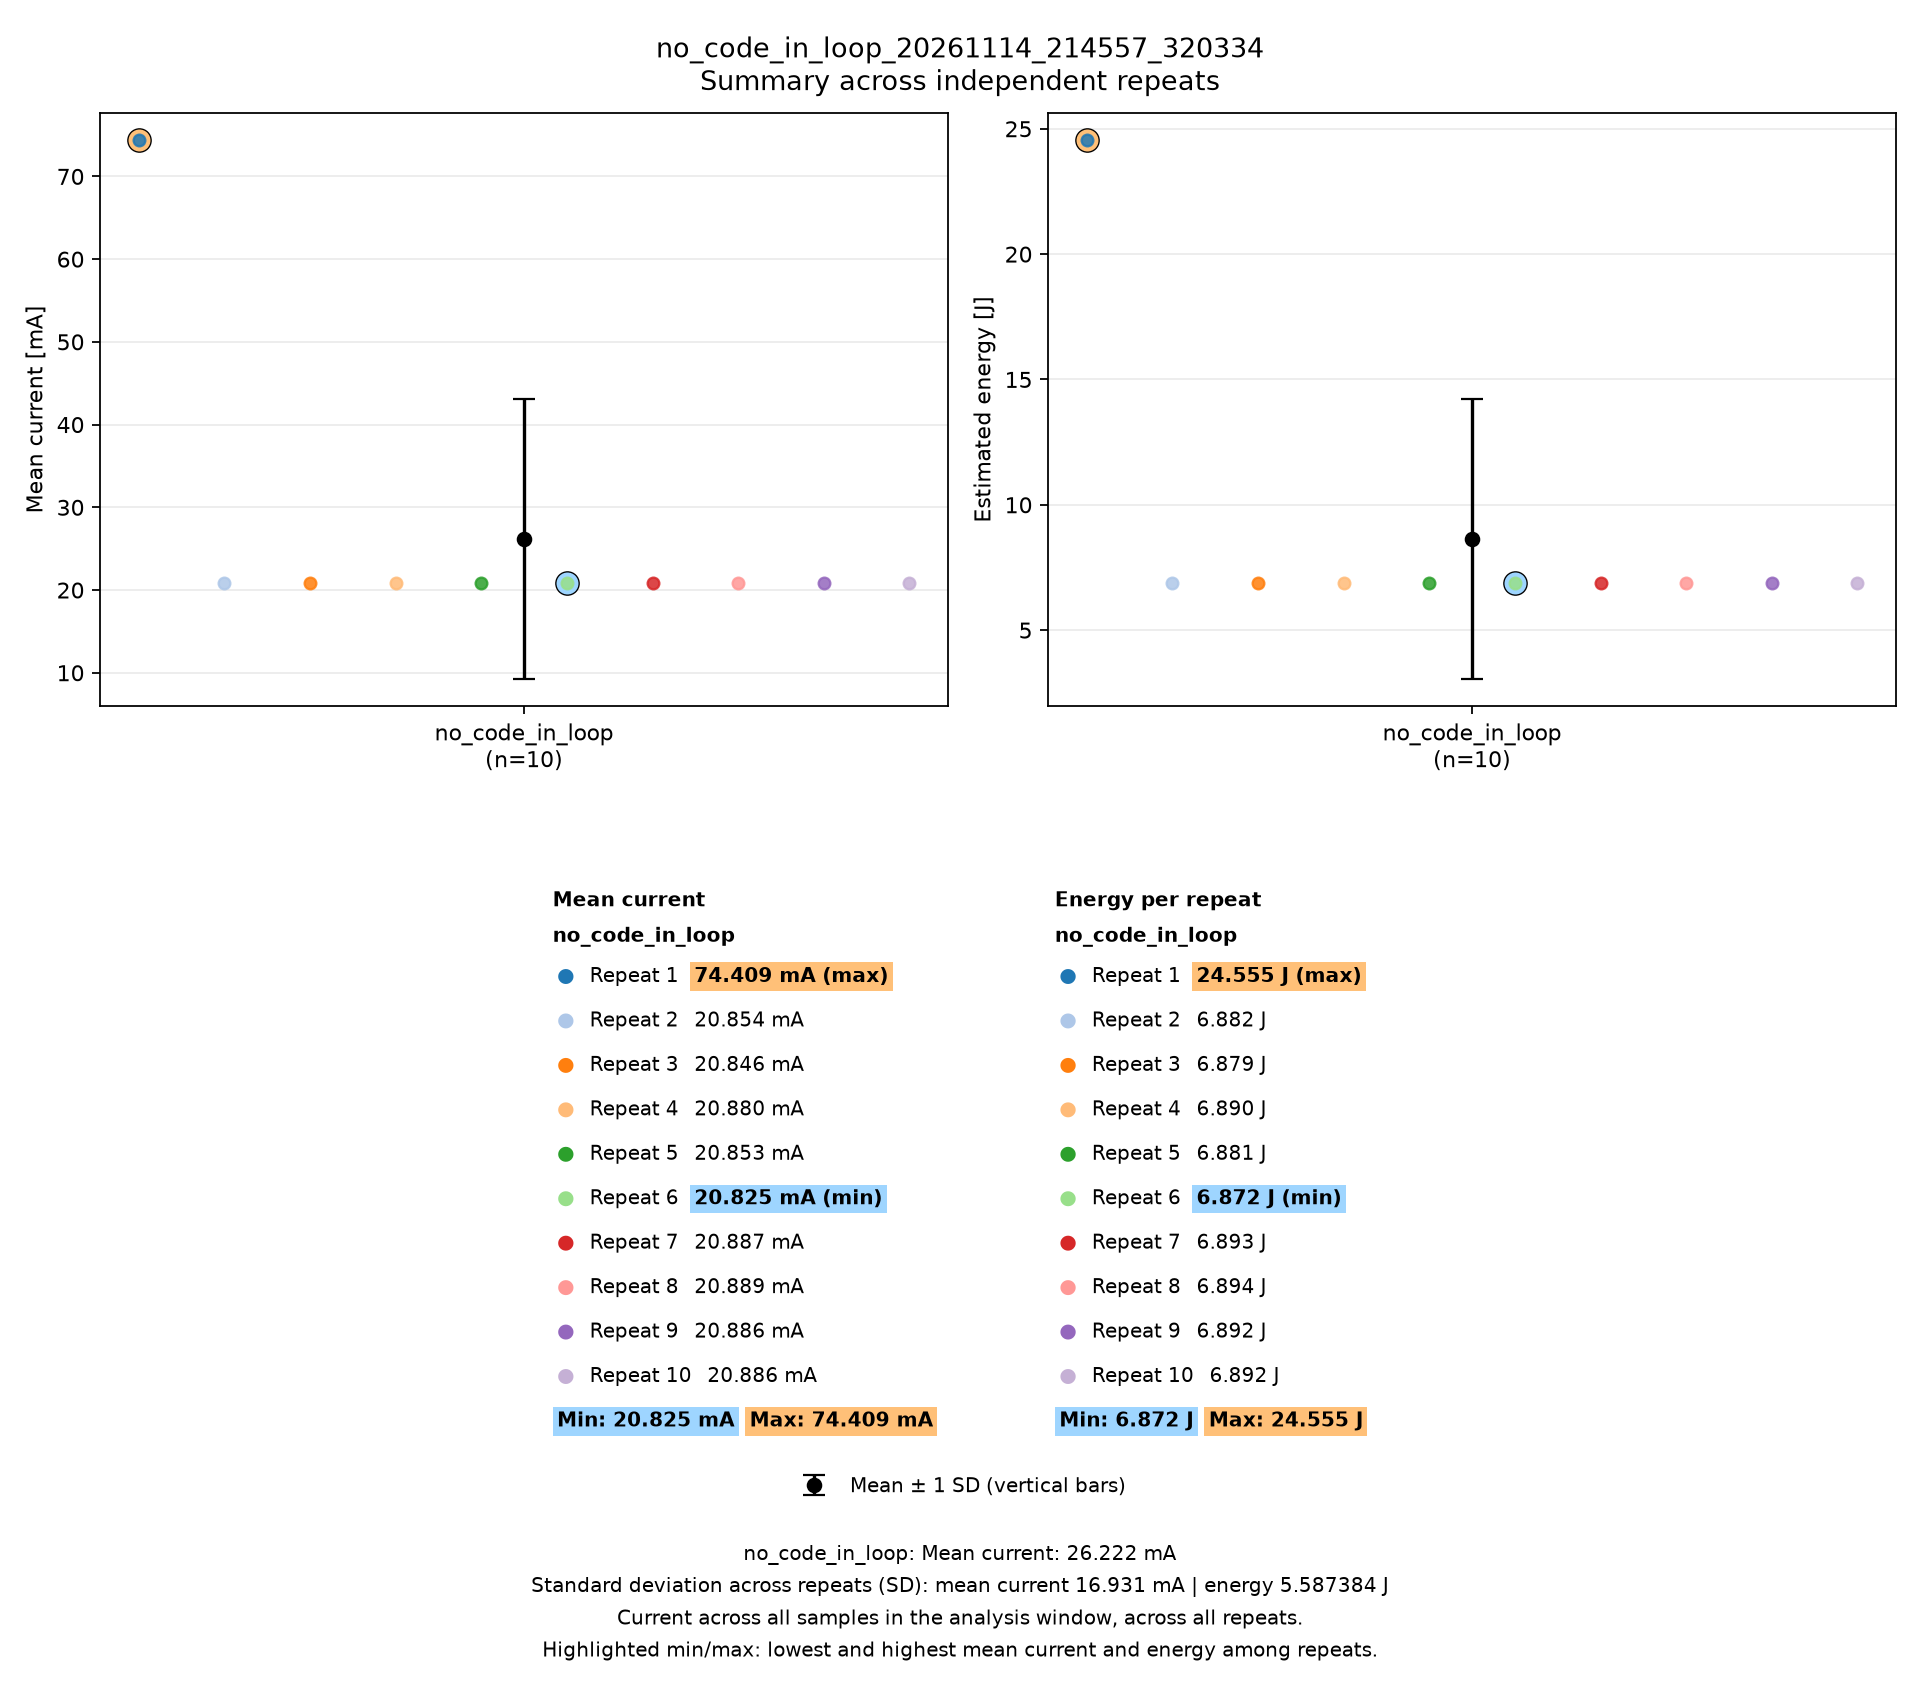 no_code_in_loop_20261114_214557_320334
Summary across independent repeats
Mean current [mA]
70
60
50
40
30
20
10
no_code_in_loop
(n=10)
Estimated energy [J]
25
20
15
10
5
no_code_in_loop
(n=10)
Mean current
no_code_in_loop
Repeat 1 74.409 mA (max)
Repeat 2 20.854 mA
Repeat 3 20.846 mA
Repeat 4 20.880 mA
Repeat 5 20.853 mA
Repeat 6 20.825 mA (min)
Repeat 7 20.887 mA
Repeat 8 20.889 mA
Repeat 9 20.886 mA
Repeat 10 20.886 mA
Min: 20.825 mA Max: 74.409 mA
Energy per repeat
no_code_in_loop
Repeat 1 24.555 J (max)
Repeat 2 6.882 J
Repeat 3 6.879 J
Repeat 4 6.890 J
Repeat 5 6.881 J
Repeat 6 6.872 J (min)
Repeat 7 6.893 J
Repeat 8 6.894 J
Repeat 9 6.892 J
Repeat 10 6.892 J
Min: 6.872 J Max: 24.555 J
Mean ± 1 SD (vertical bars)
no_code_in_loop: Mean current: 26.222 mA
Standard deviation across repeats (SD): mean current 16.931 mA | energy 5.587384 J
Current across all samples in the analysis window, across all repeats.
Highlighted min/max: lowest and highest mean current and energy among repeats.